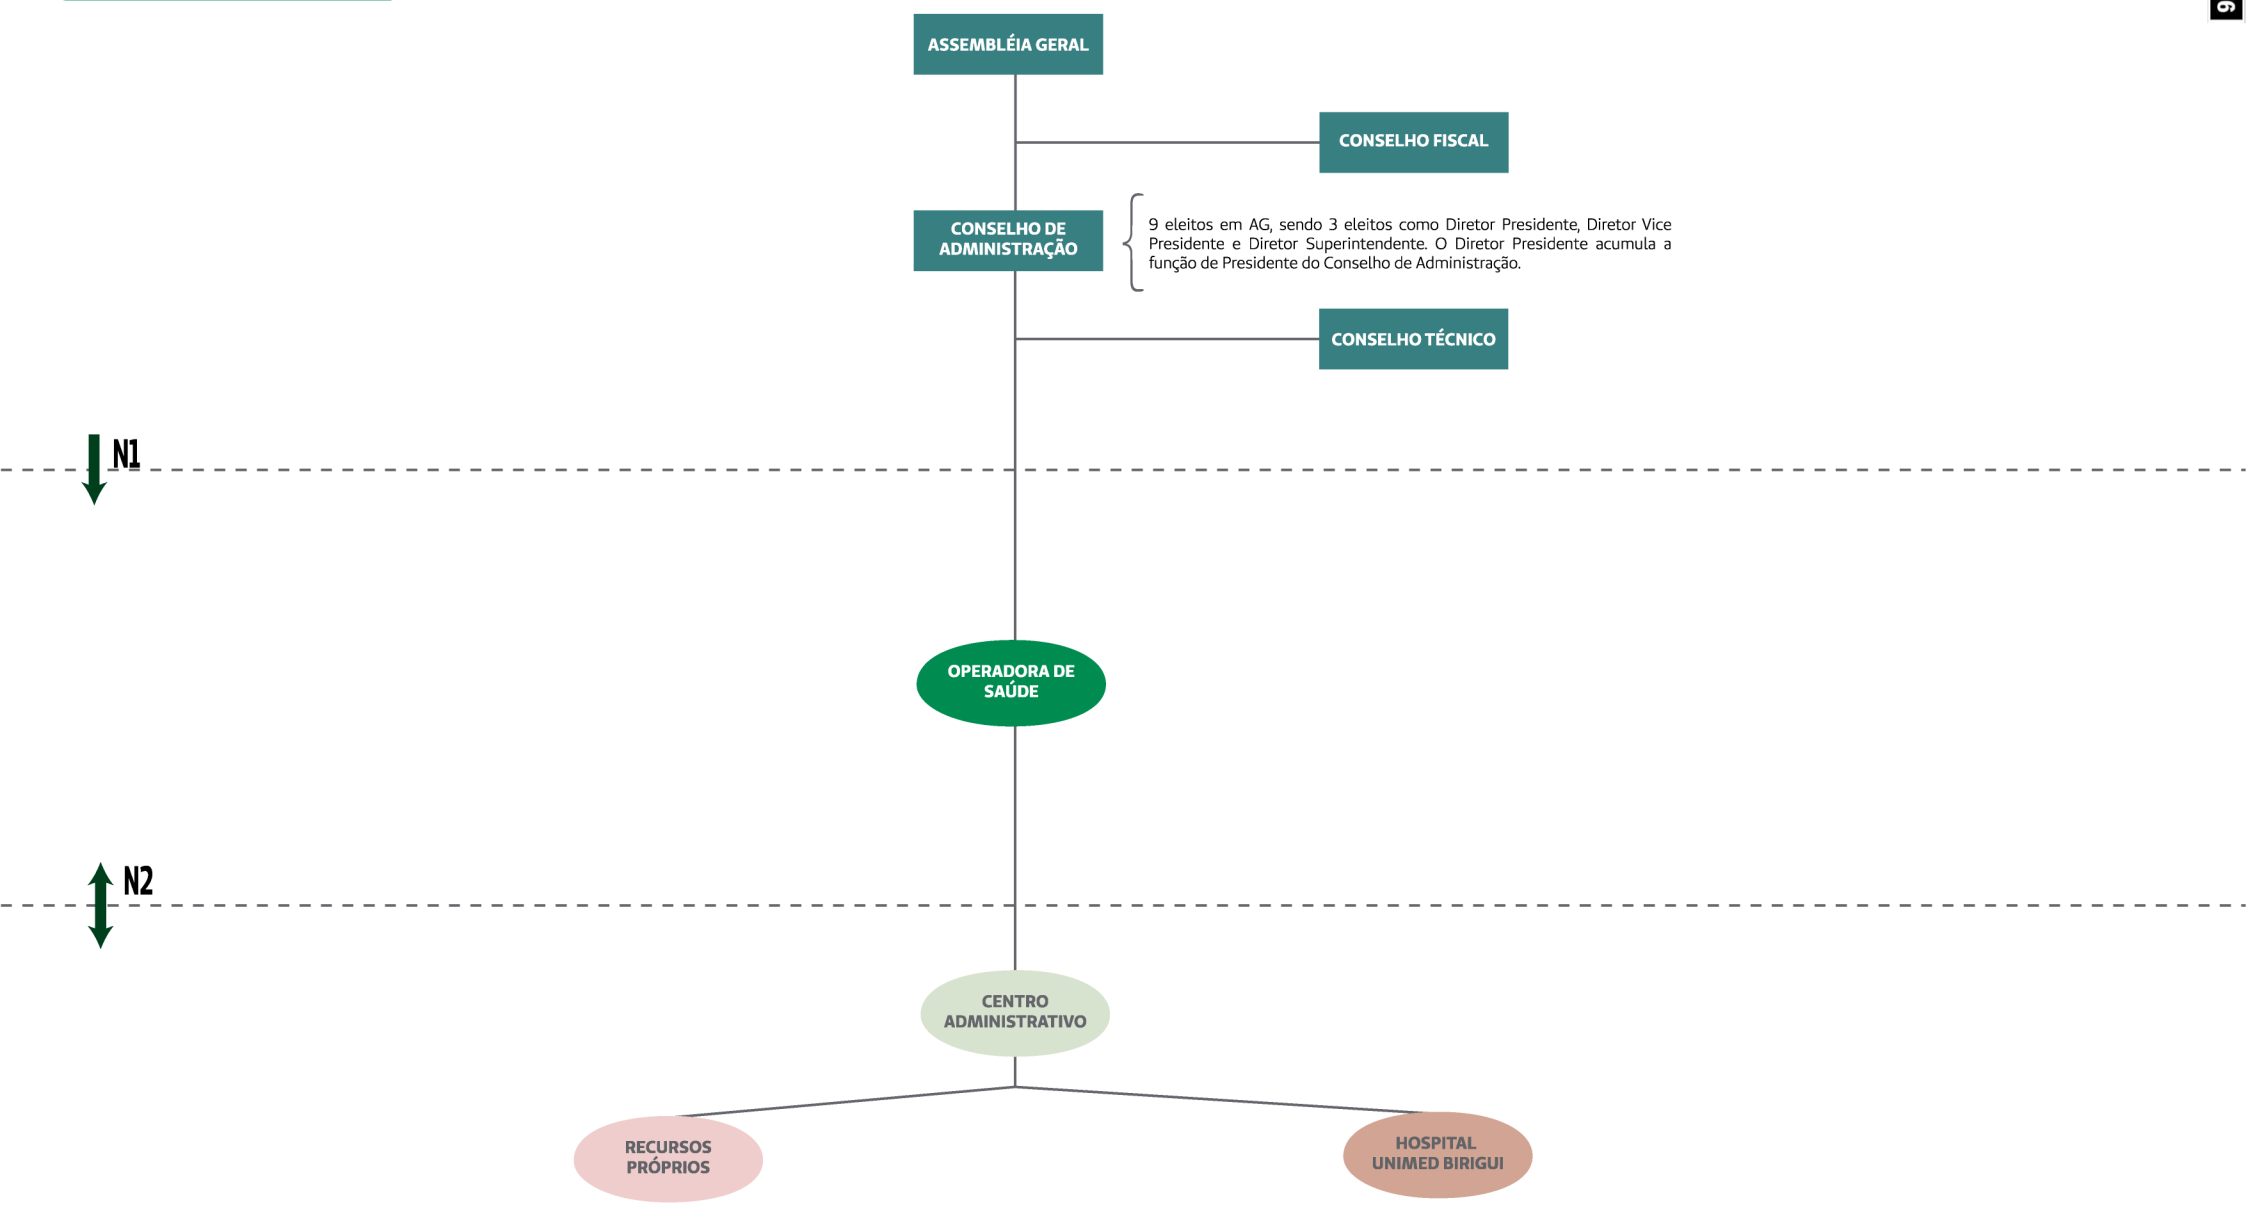 ASSEMBLÉIA GERAL
CONSELHO FISCAL
CONSELHO DE
ADMINISTRAÇÃO
9 eleitos em AG, sendo 3 eleitos como Diretor Presidente, Diretor Vice
Presidente e Diretor Superintendente. O Diretor Presidente acumula a
função de Presidente do Conselho de Administração.
CONSELHO TÉCNICO
N1
OPERADORA DE
SAÚDE
N2
CENTRO
ADMINISTRATIVO
RECURSOS
PRÓPRIOS
HOSPITAL
UNIMED BIRIGUI